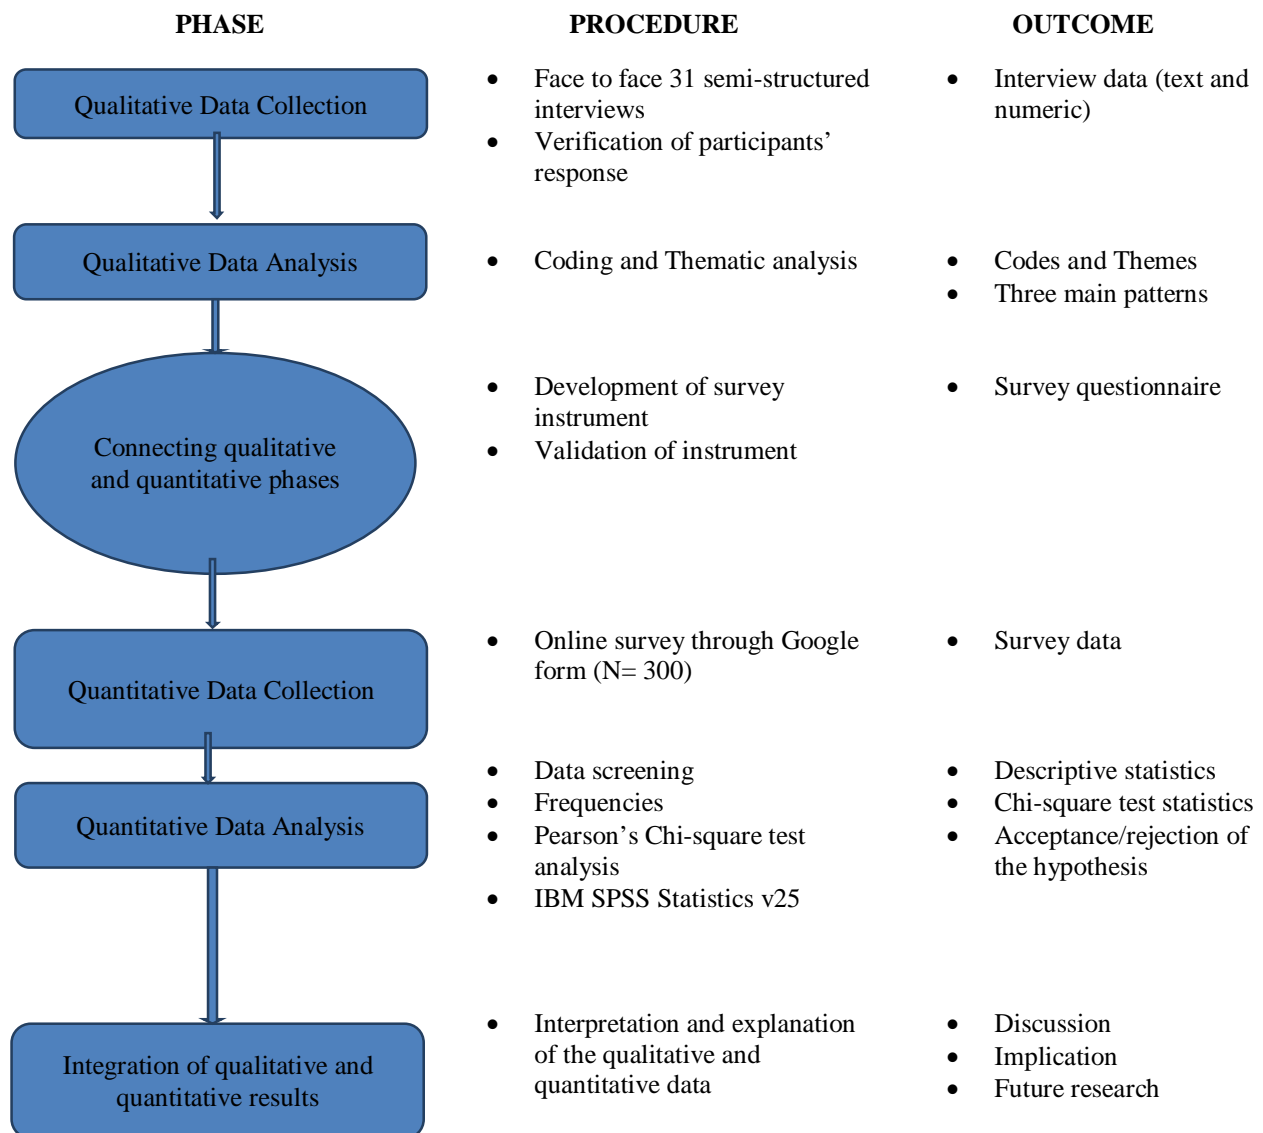 PHASE PROCEDURE OUTCOME
Qualitative Data Collection
• Face to face 31 semi-structured
interviews
• Verification of participants’
response
• Interview data (text and
numeric)
Qualitative Data Analysis
• Coding and Thematic analysis
• Codes and Themes
• Three main patterns
Connecting qualitative
and quantitative phases
• Development of survey
instrument
• Validation of instrument
• Survey questionnaire
Quantitative Data Collection
• Online survey through Google
form (N= 300)
• Survey data
Quantitative Data Analysis
• Data screening
• Frequencies
• Pearson’s Chi-square test
analysis
• IBM SPSS Statistics v25
• Descriptive statistics
• Chi-square test statistics
• Acceptance/rejection of
the hypothesis
Integration of qualitative and
quantitative results
• Interpretation and explanation
of the qualitative and
quantitative data
• Discussion
• Implication
• Future research